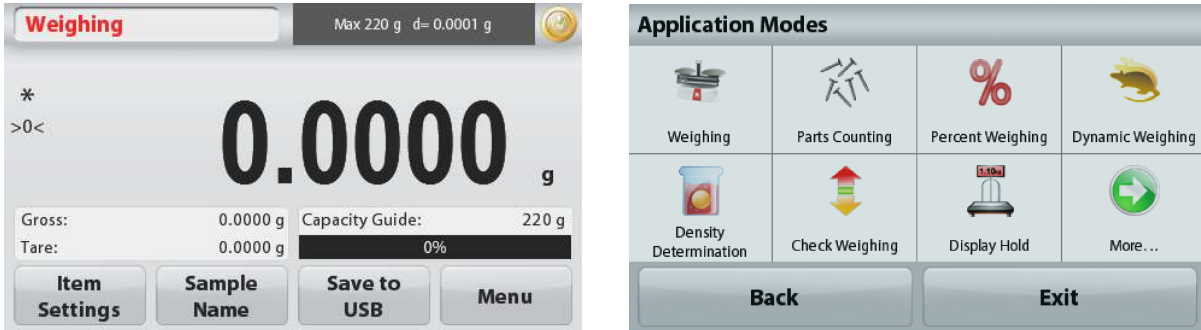 Weighing
Max 220 g d= 0.0001 g
*
>0<
0.0000 g
Gross: 0.0000 g
Tare: 0.0000 g
Capacity Guide: 220 g
0%
Item
Settings
Sample
Name
Save to
USB
Menu
Application Modes
Weighing
Parts Counting
%
Percent Weighing
Dynamic Weighing
Density
Determination
Check Weighing
1.10kg
Display Hold
More...
Back
Exit